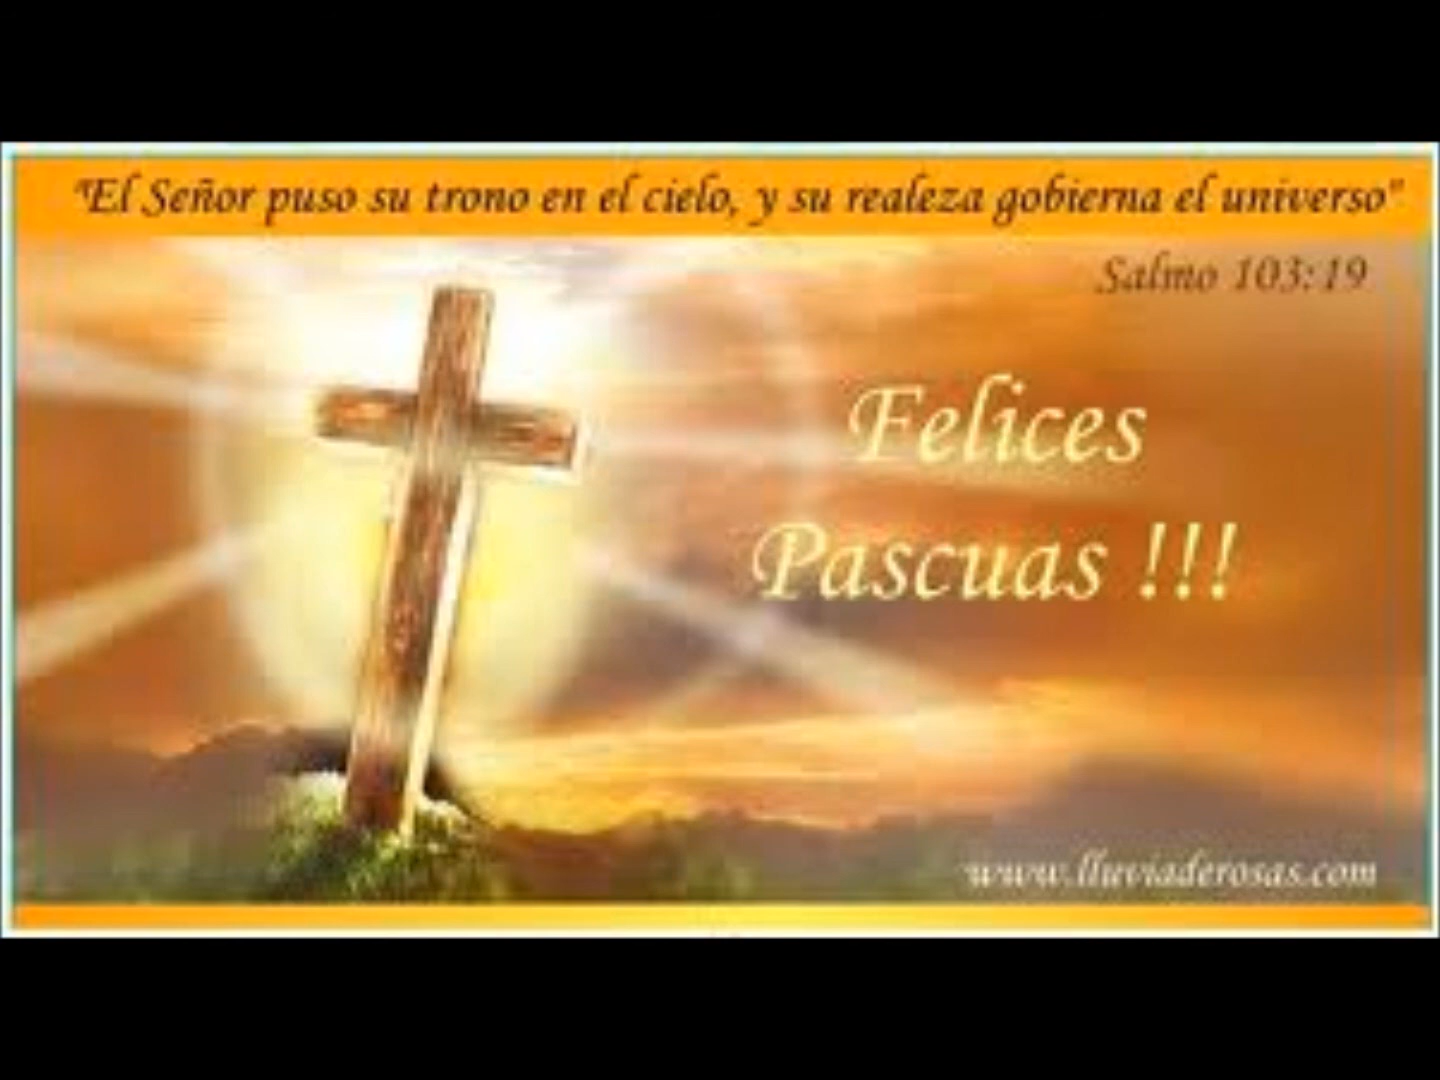 "El Señor puso su trono en el cielo, y su realeza gobierna el universo"
Salmo 103:19
Felices
Pascuas !!!
www.lluviaderosas.com